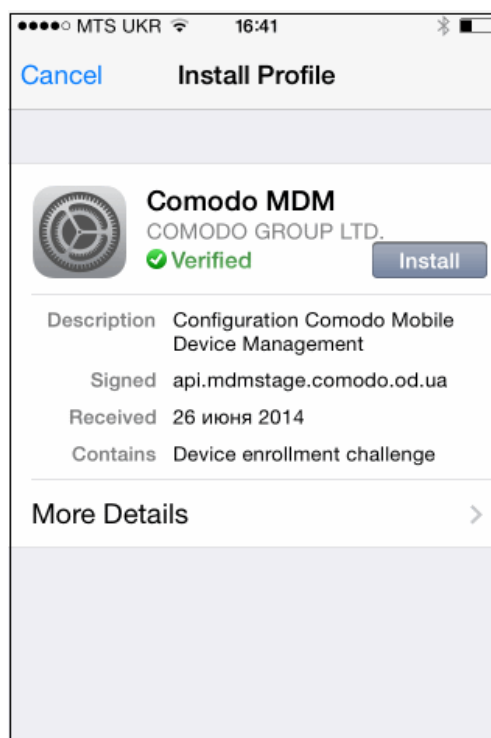 MTS UKR 16:41
Cancel Install Profile
Comodo MDM
COMODO GROUP LTD.
Verified Install
Description Configuration Comodo Mobile
Device Management
Signed api.mdmstage.comodo.od.ua
Received 26 июня 2014
Contains Device enrollment challenge
More Details